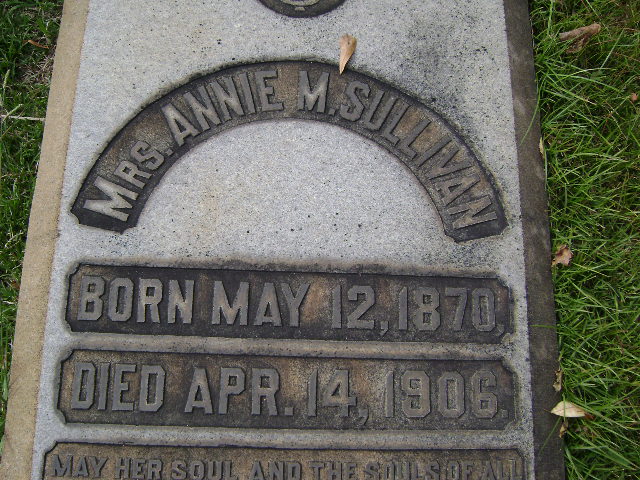 MRS. ANNIE M. SULLIVAN
BORN MAY 12, 1870.
DIED APR. 14, 1906.
MAY HER SOUL AND THE SOULS OF ALL